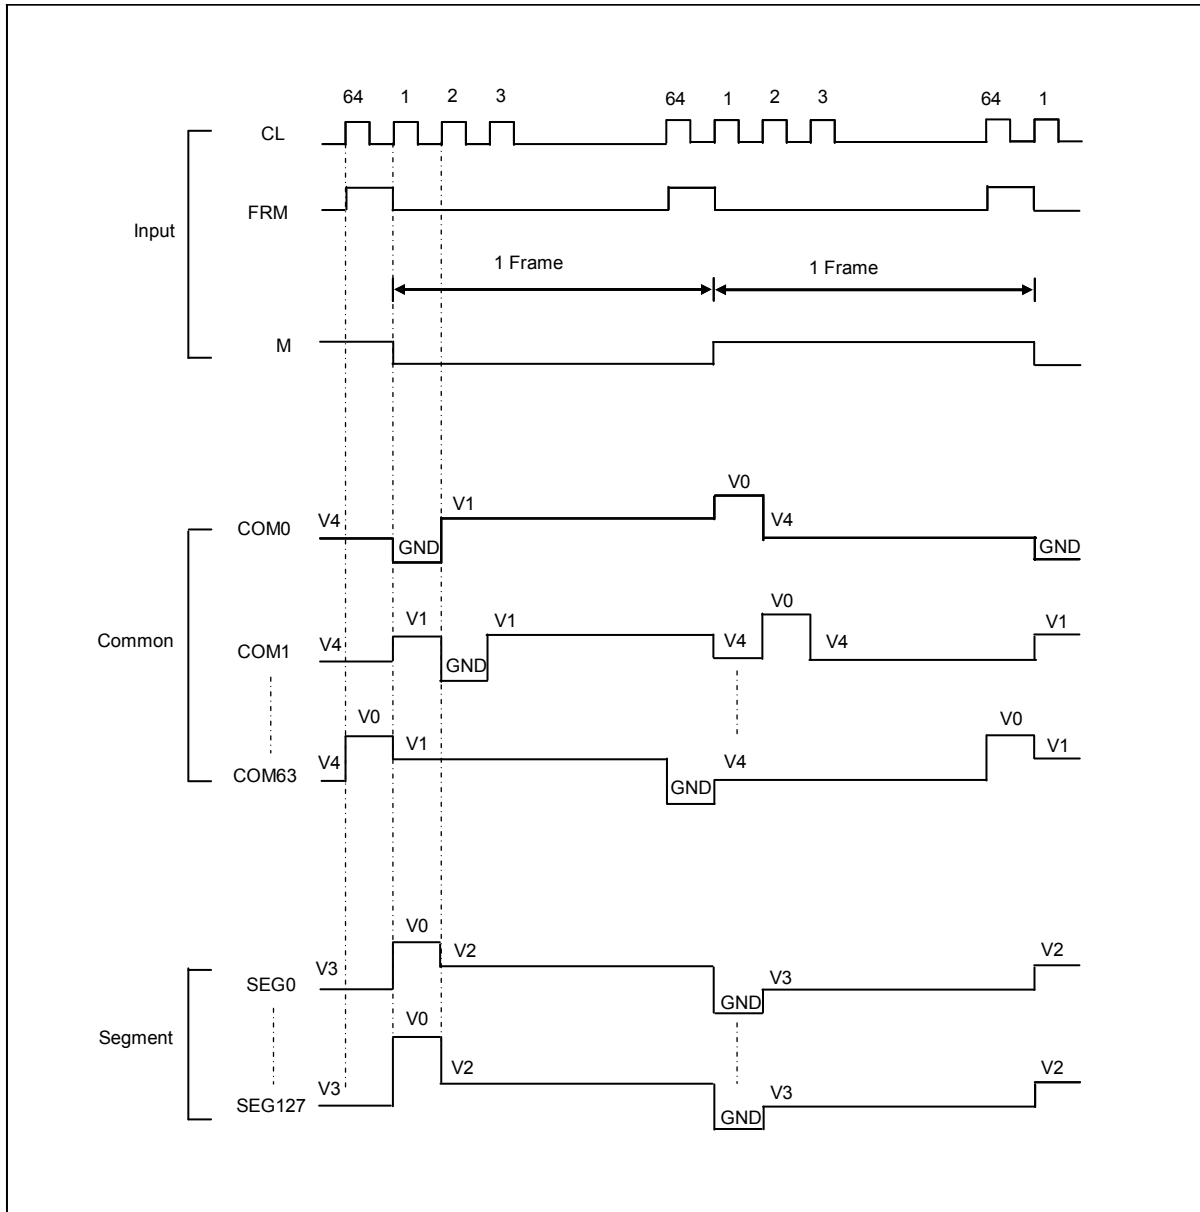 64 1 2 3 64 1 2 3 64 1
CL
FRM
Input
1 Frame 1 Frame
M
V0
V1
V4 V4
COM0
GND GND
V0
V1 V1 V1
Common
V4 V4 V4
COM1
GND
V0 V0
V1 V1
V4 V4
COM63
GND
V0
V2 V2
V3 V3
SEG0
GND
V0
Segment
V2 V2
V3 V3
SEG127
GND